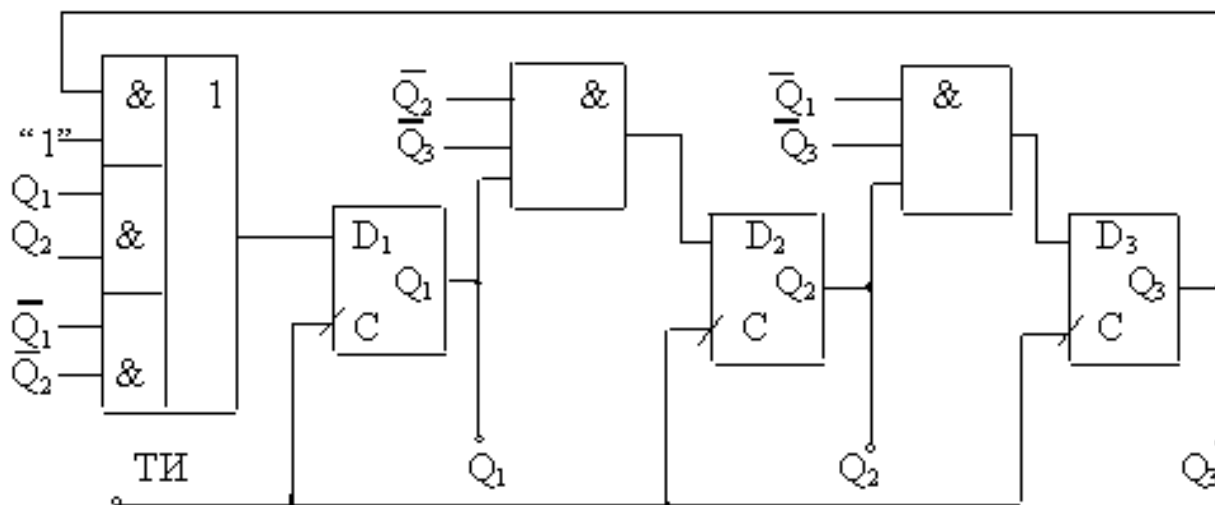 & 1
"1"
Q₁
Q₂ &
Q̅₁
Q̅₂ &
D₁
Q₁
C
Q̅₂ &
Q̅₃
D₂
Q₂
C
Q̅₁ &
Q̅₃
D₃
Q₃
C
ТИ
Q₁
Q₂
Q₃